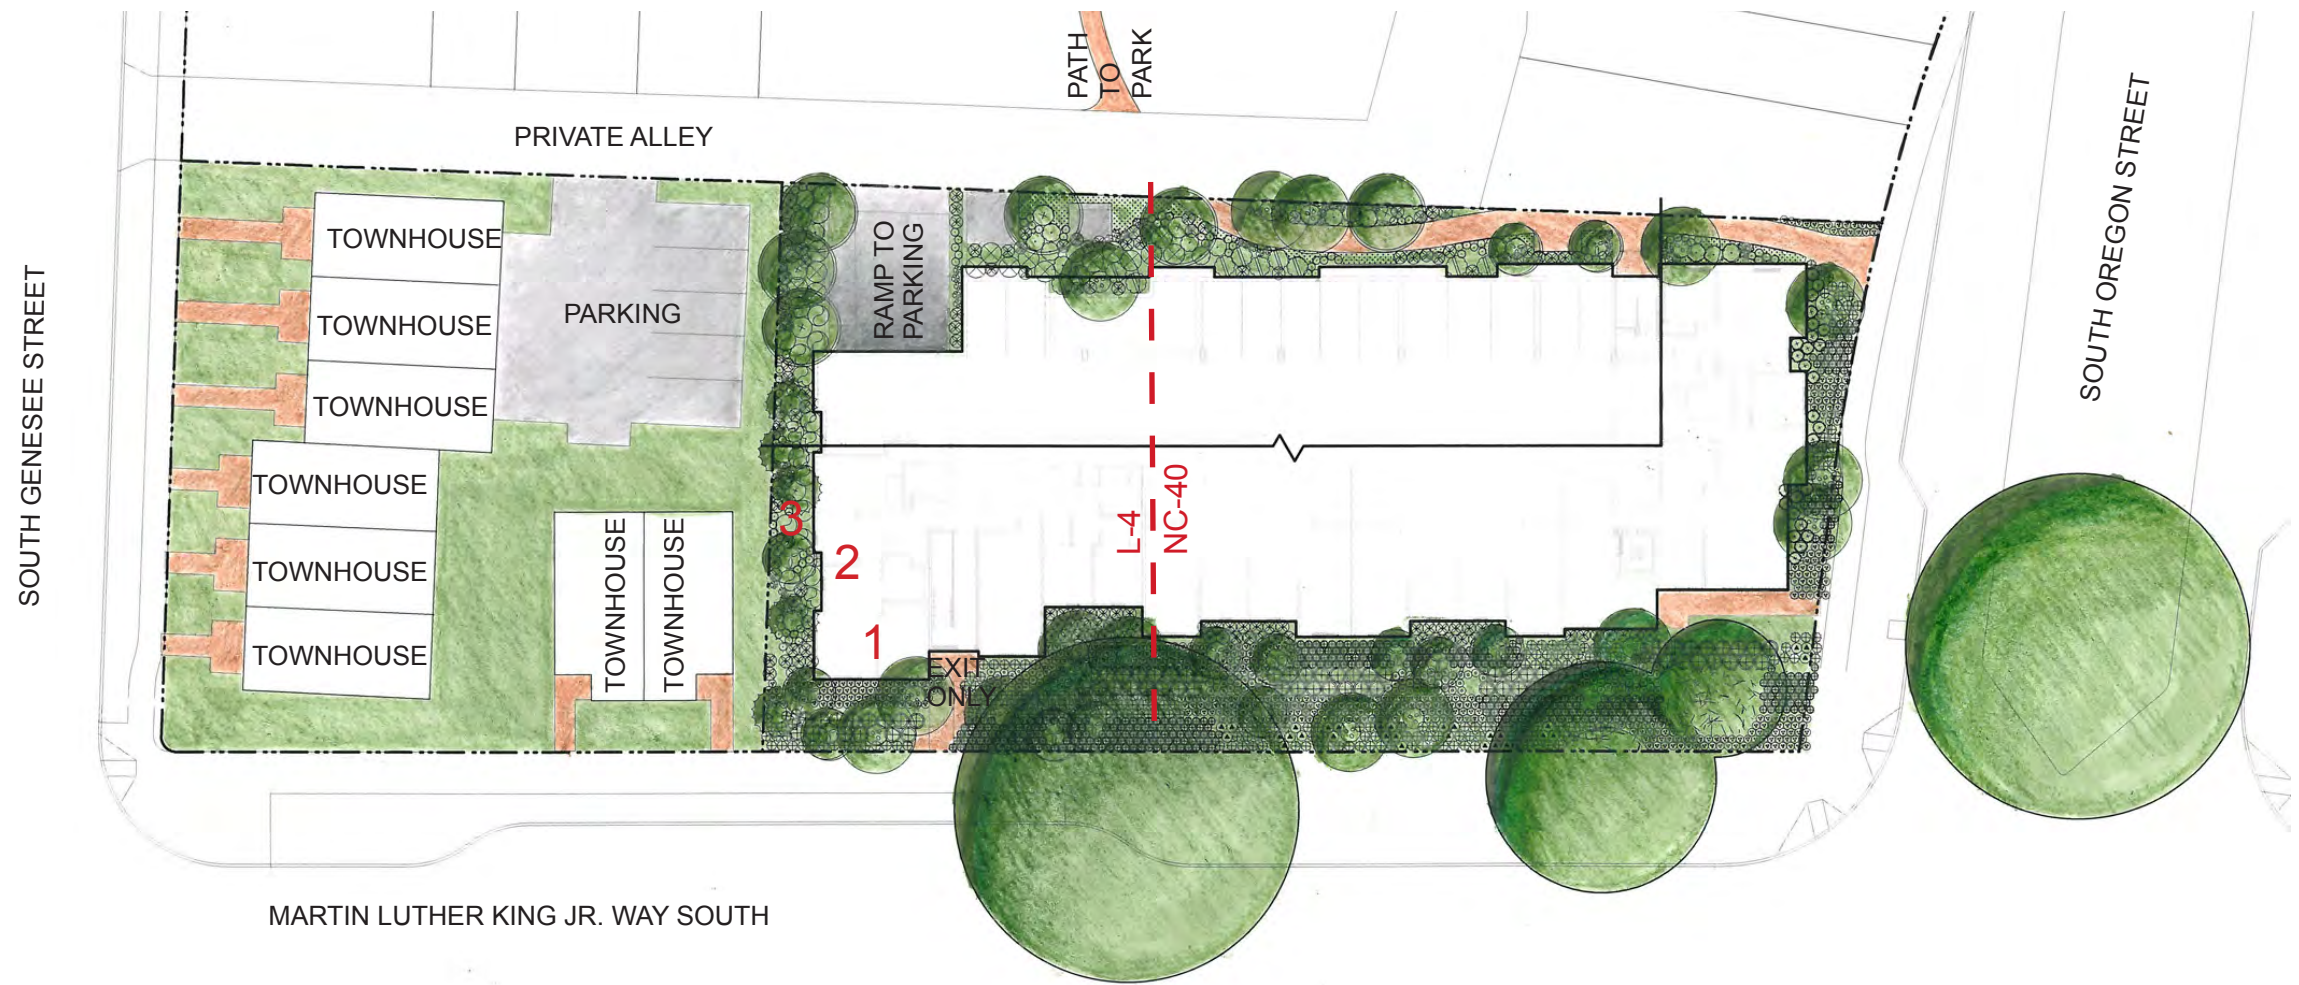 PATH
TO
PARK
PRIVATE ALLEY
SOUTH OREGON STREET
TOWNHOUSE
RAMP TO
PARKING
PARKING
TOWNHOUSE
TOWNHOUSE
SOUTH GENESEE STREET
TOWNHOUSE
TOWNHOUSE
TOWNHOUSE
TOWNHOUSE
TOWNHOUSE
3
2
1
L-4
NC-40
EXIT
ONLY
MARTIN LUTHER KING JR. WAY SOUTH